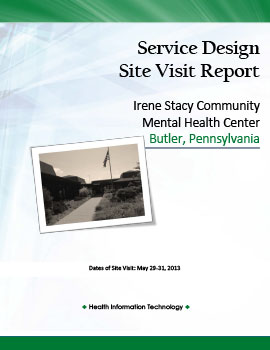 Service Design
Site Visit Report
Irene Stacy Community
Mental Health Center
Butler, Pennsylvania
Dates of Site Visit: May 29-31, 2013
Health Information Technology